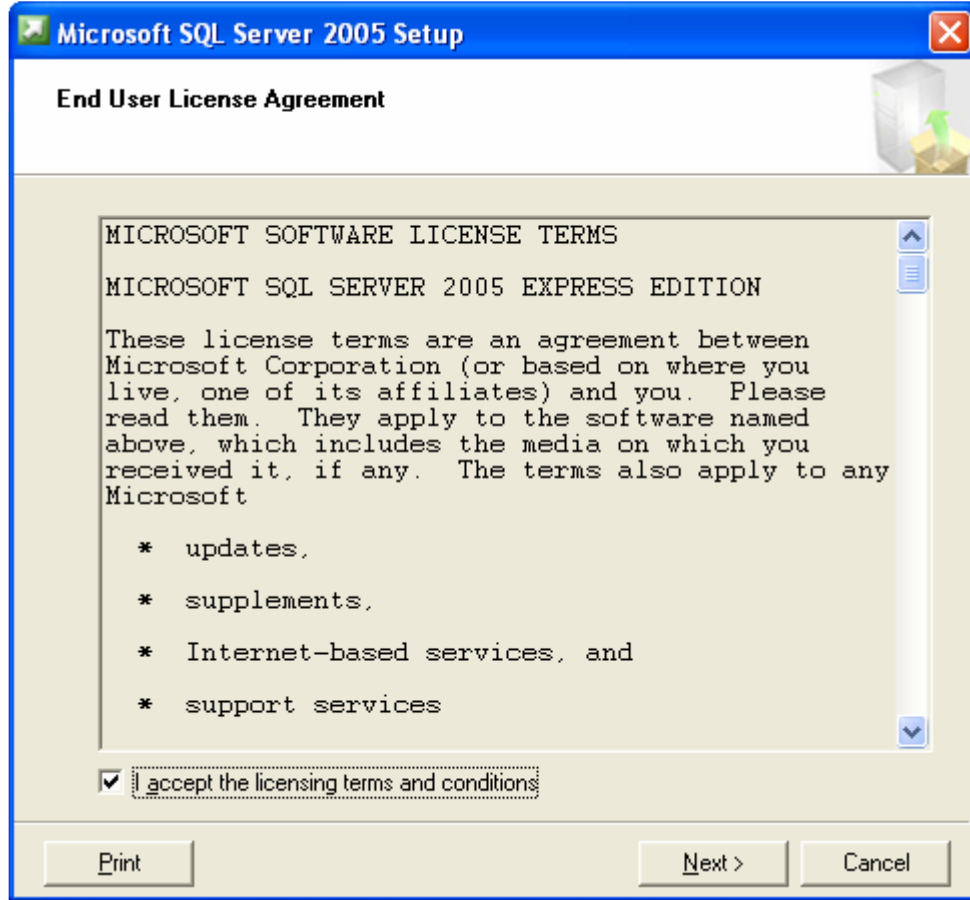 Microsoft SQL Server 2005 Setup
End User License Agreement
MICROSOFT SOFTWARE LICENSE TERMS
MICROSOFT SQL SERVER 2005 EXPRESS EDITION
These license terms are an agreement between
Microsoft Corporation (or based on where you
live, one of its affiliates) and you.  Please
read them.  They apply to the software named
above, which includes the media on which you
received it, if any.  The terms also apply to any
Microsoft
* updates,
* supplements,
* Internet-based services, and
* support services
I accept the licensing terms and conditions
Print
Next >
Cancel